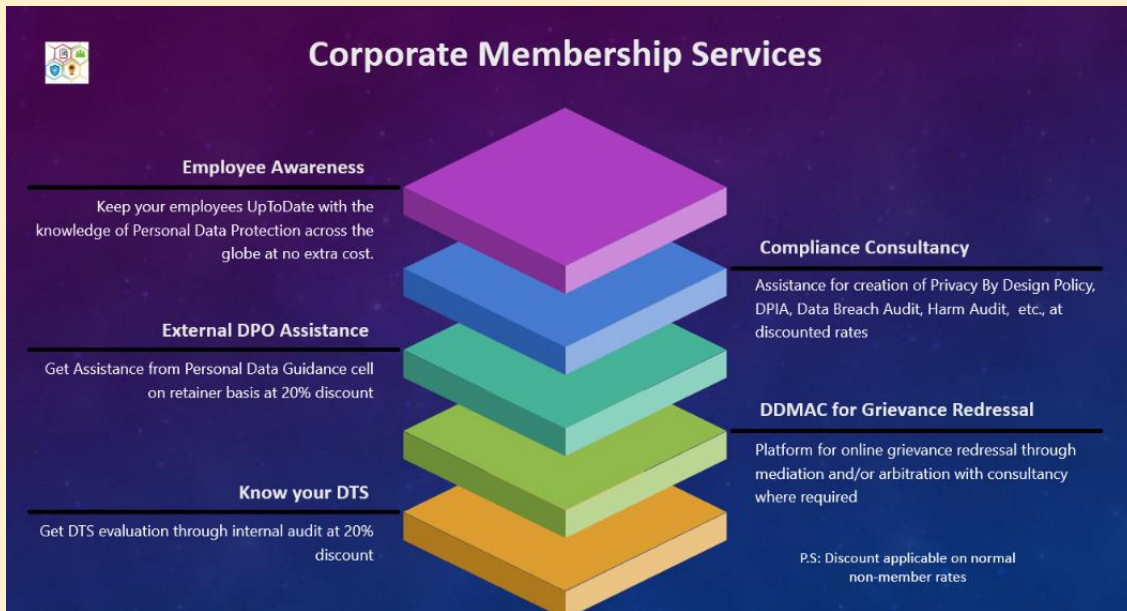 Corporate Membership Services
Employee Awareness
Keep your employees UpToDate with the
knowledge of Personal Data Protection across the
globe at no extra cost.
Compliance Consultancy
Assistance for creation of Privacy By Design Policy,
DPIA, Data Breach Audit, Harm Audit, etc., at
discounted rates
External DPO Assistance
Get Assistance from Personal Data Guidance cell
on retainer basis at 20% discount
DDMAC for Grievance Redressal
Platform for online grievance redressal through
mediation and/or arbitration with consultancy
where required
Know your DTS
Get DTS evaluation through internal audit at 20%
discount
P.S: Discount applicable on normal
non-member rates